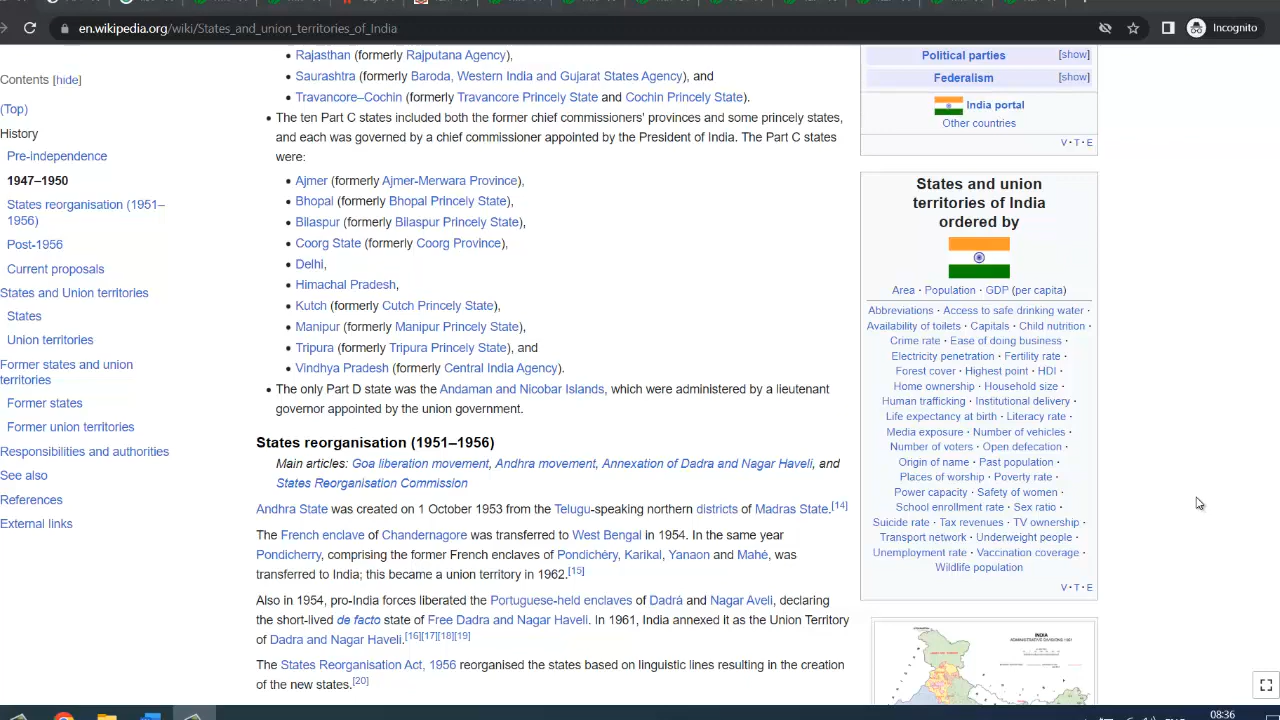 en.wikipedia.org/wiki/States_and_union_territories_of_India
Incognito
Contents [hide]
(Top)
History
Pre-independence
1947–1950
States reorganisation (1951–
1956)
Post-1956
Current proposals
States and Union territories
States
Union territories
Former states and union
territories
Former states
Former union territories
Responsibilities and authorities
See also
References
External links
• Rajasthan (formerly Rajputana Agency),
• Saurashtra (formerly Baroda, Western India and Gujarat States Agency), and
• Travancore–Cochin (formerly Travancore Princely State and Cochin Princely State).
• The ten Part C states included both the former chief commissioners' provinces and some princely states,
and each was governed by a chief commissioner appointed by the President of India. The Part C states
were:
• Ajmer (formerly Ajmer-Merwara Province),
• Bhopal (formerly Bhopal Princely State),
• Bilaspur (formerly Bilaspur Princely State),
• Coorg State (formerly Coorg Province),
• Delhi,
• Himachal Pradesh,
• Kutch (formerly Cutch Princely State),
• Manipur (formerly Manipur Princely State),
• Tripura (formerly Tripura Princely State), and
• Vindhya Pradesh (formerly Central India Agency).
• The only Part D state was the Andaman and Nicobar Islands, which were administered by a lieutenant
governor appointed by the union government.
States reorganisation (1951–1956)
Main articles: Goa liberation movement, Andhra movement, Annexation of Dadra and Nagar Haveli, and
States Reorganisation Commission
Andhra State was created on 1 October 1953 from the Telugu-speaking northern districts of Madras State.[14]
The French enclave of Chandernagore was transferred to West Bengal in 1954. In the same year
Pondicherry, comprising the former French enclaves of Pondichéry, Karikal, Yanaon and Mahé, was
transferred to India; this became a union territory in 1962.[15]
Also in 1954, pro-India forces liberated the Portuguese-held enclaves of Dadrá and Nagar Aveli, declaring
the short-lived de facto state of Free Dadra and Nagar Haveli. In 1961, India annexed it as the Union Territory
of Dadra and Nagar Haveli.[16][17][18][19]
The States Reorganisation Act, 1956 reorganised the states based on linguistic lines resulting in the creation
of the new states.[20]
Political parties [show]
Federalism [show]
India portal
Other countries
V · T · E
States and union
territories of India
ordered by
Area · Population · GDP (per capita)
Abbreviations · Access to safe drinking water ·
Availability of toilets · Capitals · Child nutrition ·
Crime rate · Ease of doing business ·
Electricity penetration · Fertility rate ·
Forest cover · Highest point · HDI ·
Home ownership · Household size ·
Human trafficking · Institutional delivery ·
Life expectancy at birth · Literacy rate ·
Media exposure · Number of vehicles ·
Number of voters · Open defecation ·
Origin of name · Past population ·
Places of worship · Poverty rate ·
Power capacity · Safety of women ·
School enrollment rate · Sex ratio ·
Suicide rate · Tax revenues · TV ownership ·
Transport network · Underweight people ·
Unemployment rate · Vaccination coverage ·
Wildlife population
V · T · E
INDIA
08:36